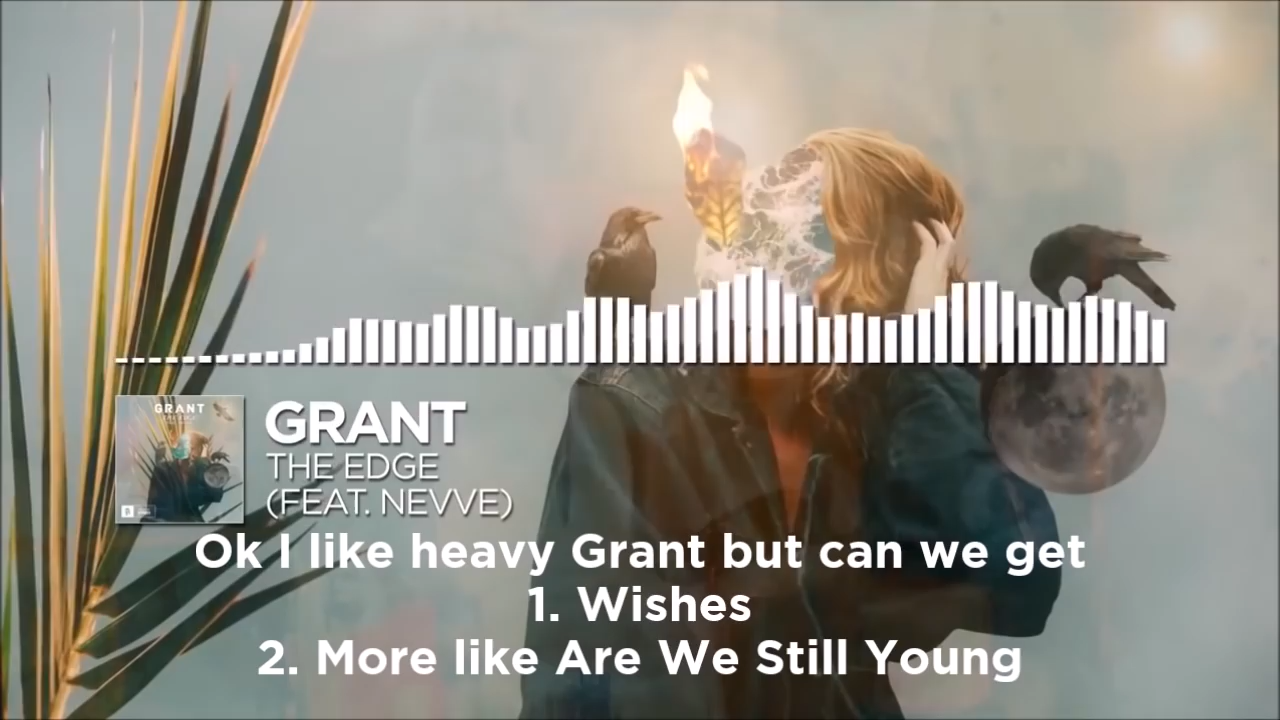 GRANT
GRANT
THE EDGE
(FEAT. NEVVE)
Ok I like heavy Grant but can we get
1. Wishes
2. More like Are We Still Young